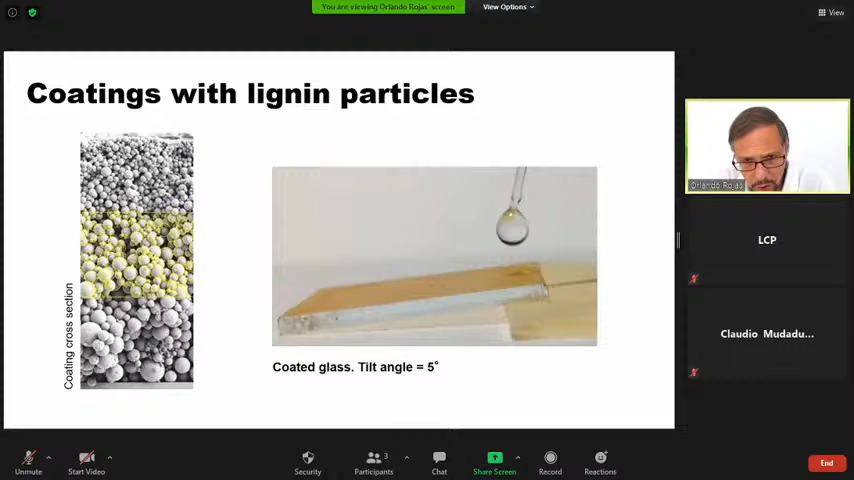 You are viewing Orlando Rojas' screen
View Options
View
Coatings with lignin particles
Coating cross section
Coated glass. Tilt angle = 5°
Orlando Rojas
LCP
Claudio Mudadu...
Unmute
Start Video
Security
Participants
3
Chat
Share Screen
Record
Reactions
End